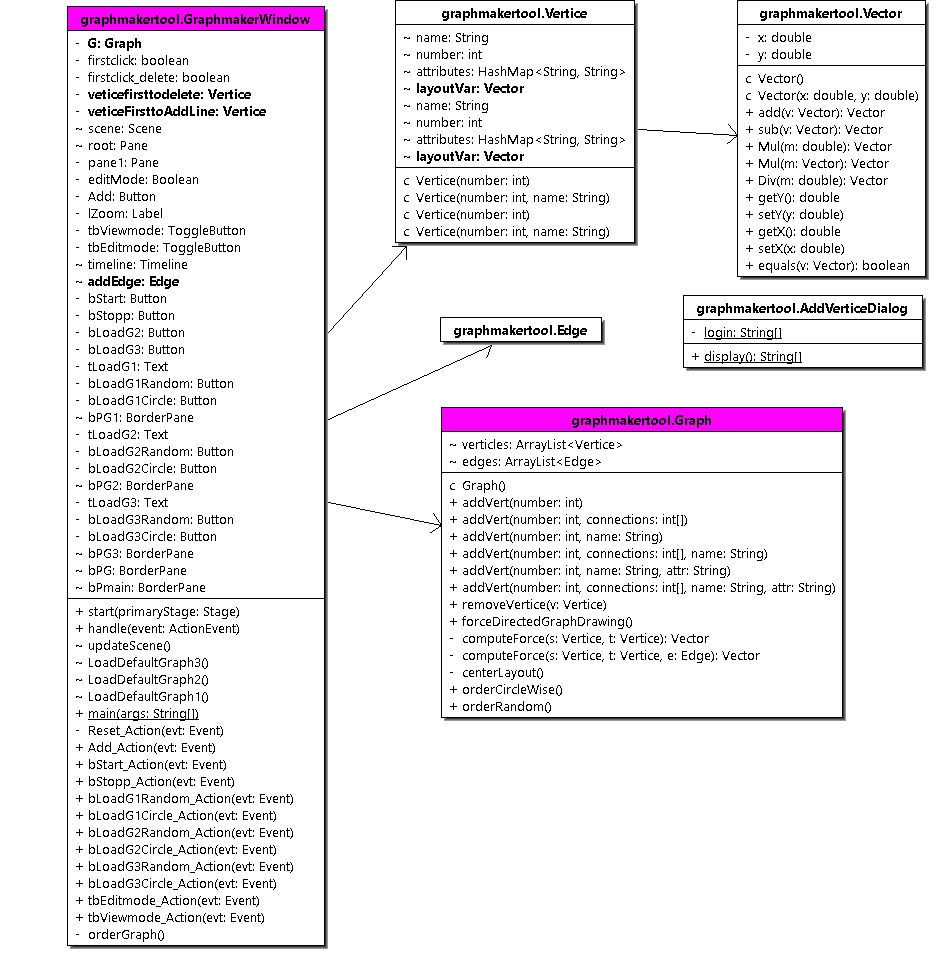 graphmakertool.GraphmakerWindow
- G: Graph
- firstclick: boolean
- firstclick_delete: boolean
- veticefirsttodelete: Vertice
- veticeFirsttoAddLine: Vertice
~ scene: Scene
~ root: Pane
- pane1: Pane
- editMode: Boolean
- Add: Button
- lZoom: Label
- tbViewmode: ToggleButton
- tbEditmode: ToggleButton
~ timeline: Timeline
~ addEdge: Edge
- bStart: Button
- bStopp: Button
- bLoadG2: Button
- bLoadG3: Button
- tLoadG1: Text
- bLoadG1Random: Button
- bLoadG1Circle: Button
~ bPG1: BorderPane
- tLoadG2: Text
- bLoadG2Random: Button
- bLoadG2Circle: Button
~ bPG2: BorderPane
- tLoadG3: Text
- bLoadG3Random: Button
- bLoadG3Circle: Button
~ bPG3: BorderPane
~ bPG: BorderPane
~ bPmain: BorderPane
+ start(primaryStage: Stage)
+ handle(event: ActionEvent)
~ updateScene()
~ LoadDefaultGraph3()
~ LoadDefaultGraph2()
~ LoadDefaultGraph1()
+ main(args: String[])
- Reset_Action(evt: Event)
+ Add_Action(evt: Event)
+ bStart_Action(evt: Event)
+ bStopp_Action(evt: Event)
+ bLoadG1Random_Action(evt: Event)
+ bLoadG1Circle_Action(evt: Event)
+ bLoadG2Random_Action(evt: Event)
+ bLoadG2Circle_Action(evt: Event)
+ bLoadG3Random_Action(evt: Event)
+ bLoadG3Circle_Action(evt: Event)
+ tbEditmode_Action(evt: Event)
+ tbViewmode_Action(evt: Event)
- orderGraph()
graphmakertool.Vertice
~ name: String
~ number: int
~ attributes: HashMap<String, String>
~ layoutVar: Vector
~ name: String
~ number: int
~ attributes: HashMap<String, String>
~ layoutVar: Vector
c Vertice(number: int)
c Vertice(number: int, name: String)
c Vertice(number: int)
c Vertice(number: int, name: String)
graphmakertool.Vector
- x: double
- y: double
c Vector()
c Vector(x: double, y: double)
+ add(v: Vector): Vector
+ sub(v: Vector): Vector
+ Mul(m: double): Vector
+ Mul(m: Vector): Vector
+ Div(m: double): Vector
+ getY(): double
+ setY(y: double)
+ getX(): double
+ setX(x: double)
+ equals(v: Vector): boolean
graphmakertool.AddVerticeDialog
- login: String[]
+ display(): String[]
graphmakertool.Edge
graphmakertool.Graph
~ verticles: ArrayList<Vertice>
~ edges: ArrayList<Edge>
c Graph()
+ addVert(number: int)
+ addVert(number: int, connections: int[])
+ addVert(number: int, name: String)
+ addVert(number: int, connections: int[], name: String)
+ addVert(number: int, name: String, attr: String)
+ addVert(number: int, connections: int[], name: String, attr: String)
+ removeVertice(v: Vertice)
+ forceDirectedGraphDrawing()
- computeForce(s: Vertice, t: Vertice): Vector
- computeForce(s: Vertice, t: Vertice, e: Edge): Vector
- centerLayout()
+ orderCircleWise()
+ orderRandom()